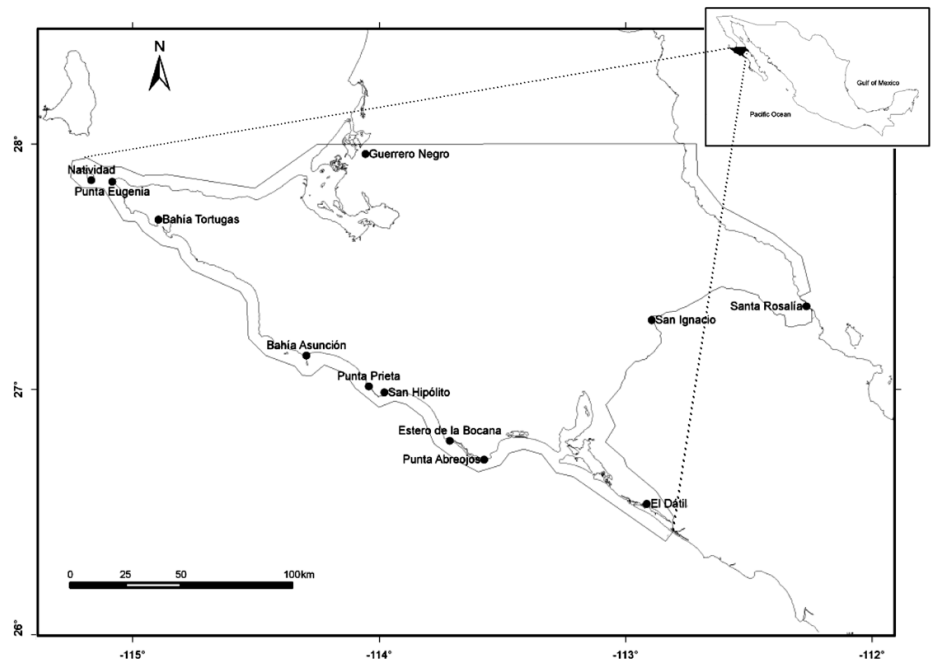 N
Gulf of Mexico
Pacific Ocean
28°
Guerrero Negro
Natividad
Punta Eugenia
Bahía Tortugas
Santa Rosalía
San Ignacio
Bahía Asunción
27°
Punta Prieta
San Hipólito
Estero de la Bocana
Punta Abreojos
El Dátil
0 25 50 100km
26°
-115° -114° -113° -112°